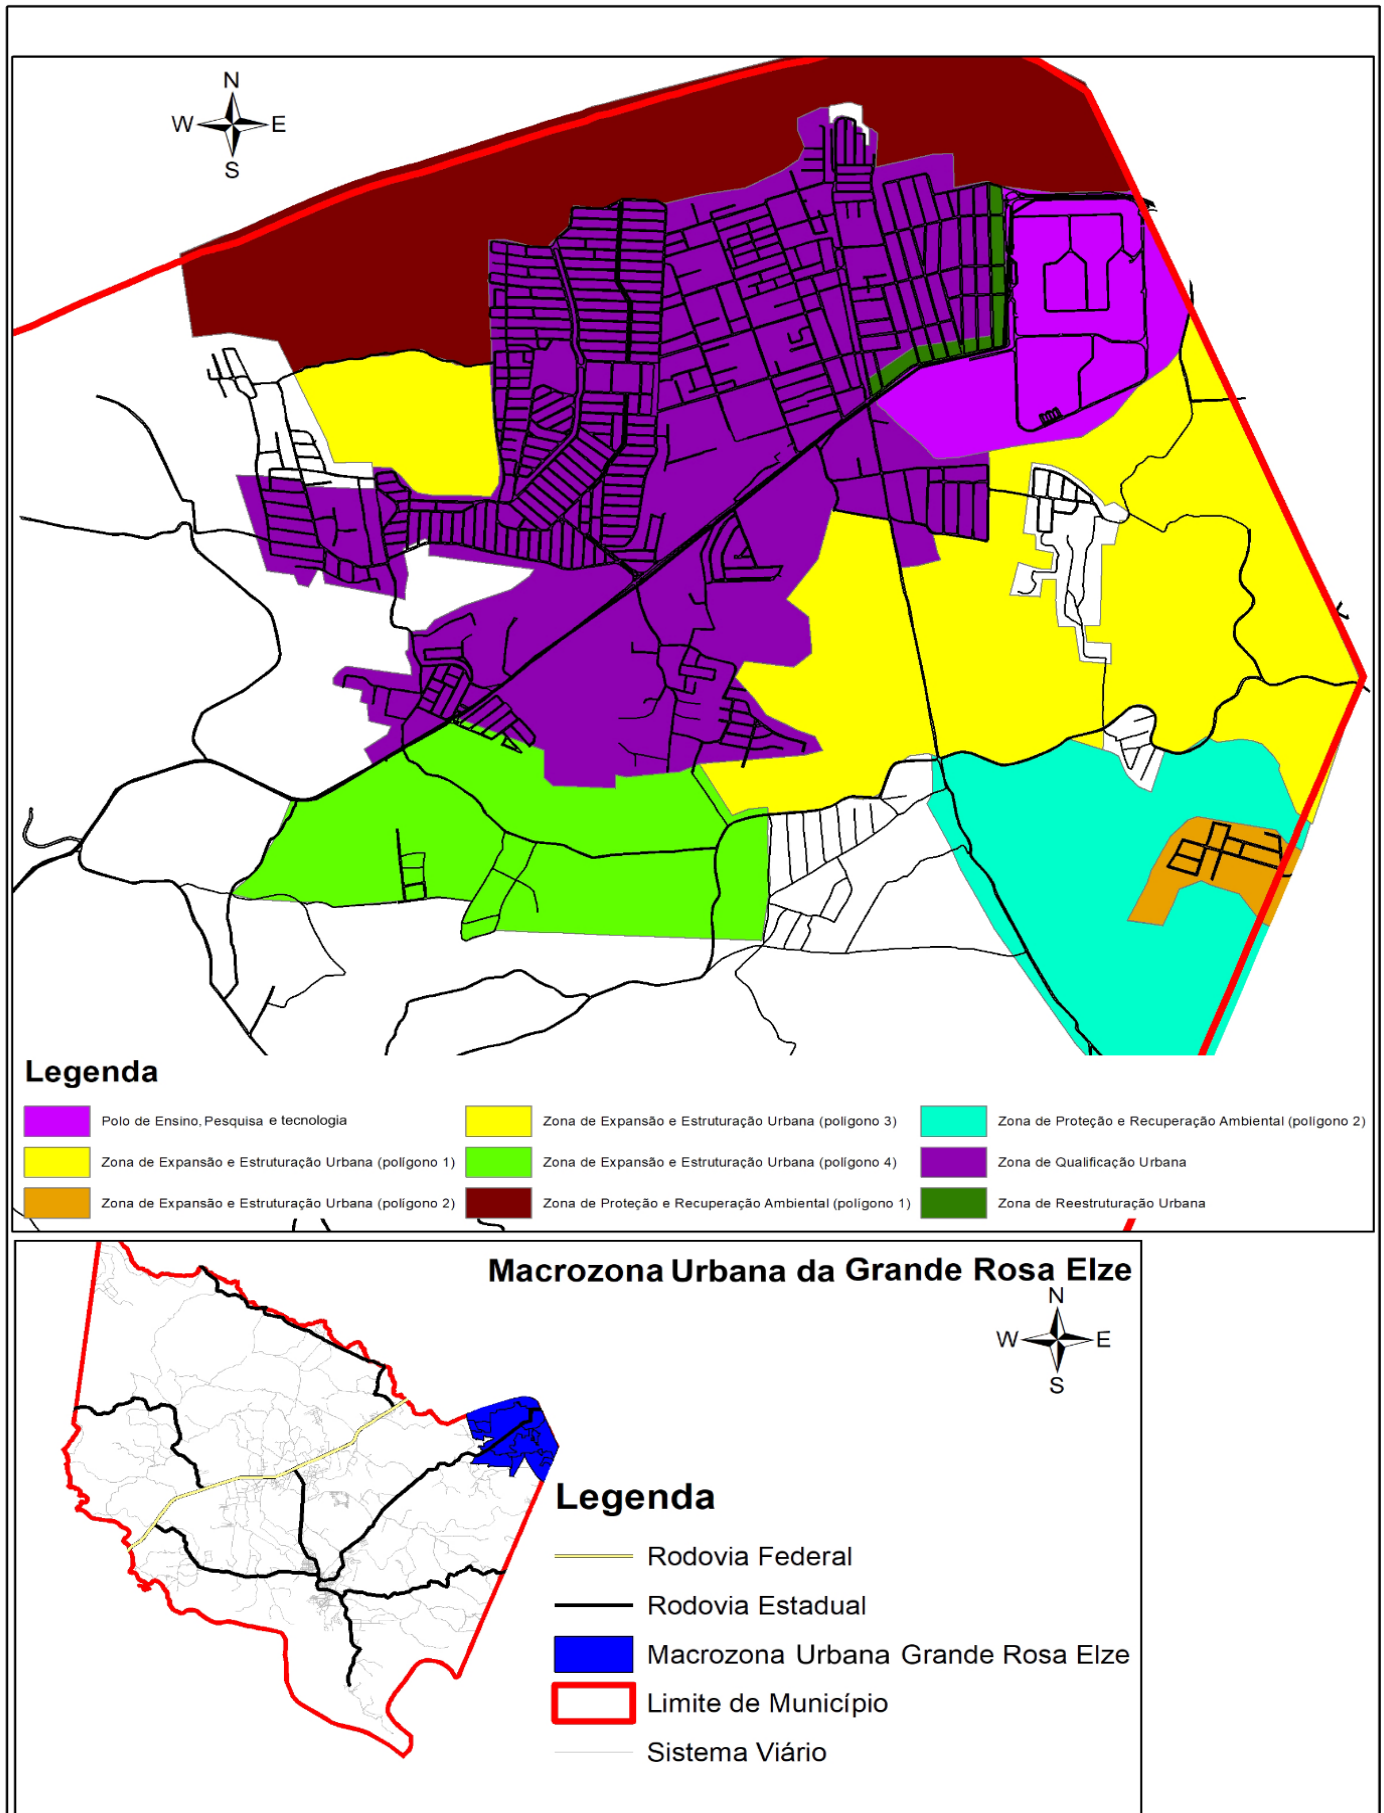 N
W E
S
Legenda
Polo de Ensino, Pesquisa e tecnologia
Zona de Expansão e Estruturação Urbana (polígono 1)
Zona de Expansão e Estruturação Urbana (polígono 2)
Zona de Expansão e Estruturação Urbana (polígono 3)
Zona de Expansão e Estruturação Urbana (polígono 4)
Zona de Proteção e Recuperação Ambiental (polígono 1)
Zona de Proteção e Recuperação Ambiental (polígono 2)
Zona de Qualificação Urbana
Zona de Reestruturação Urbana
Macrozona Urbana da Grande Rosa Elze
N
W E
S
Legenda
Rodovia Federal
Rodovia Estadual
Macrozona Urbana Grande Rosa Elze
Limite de Município
Sistema Viário